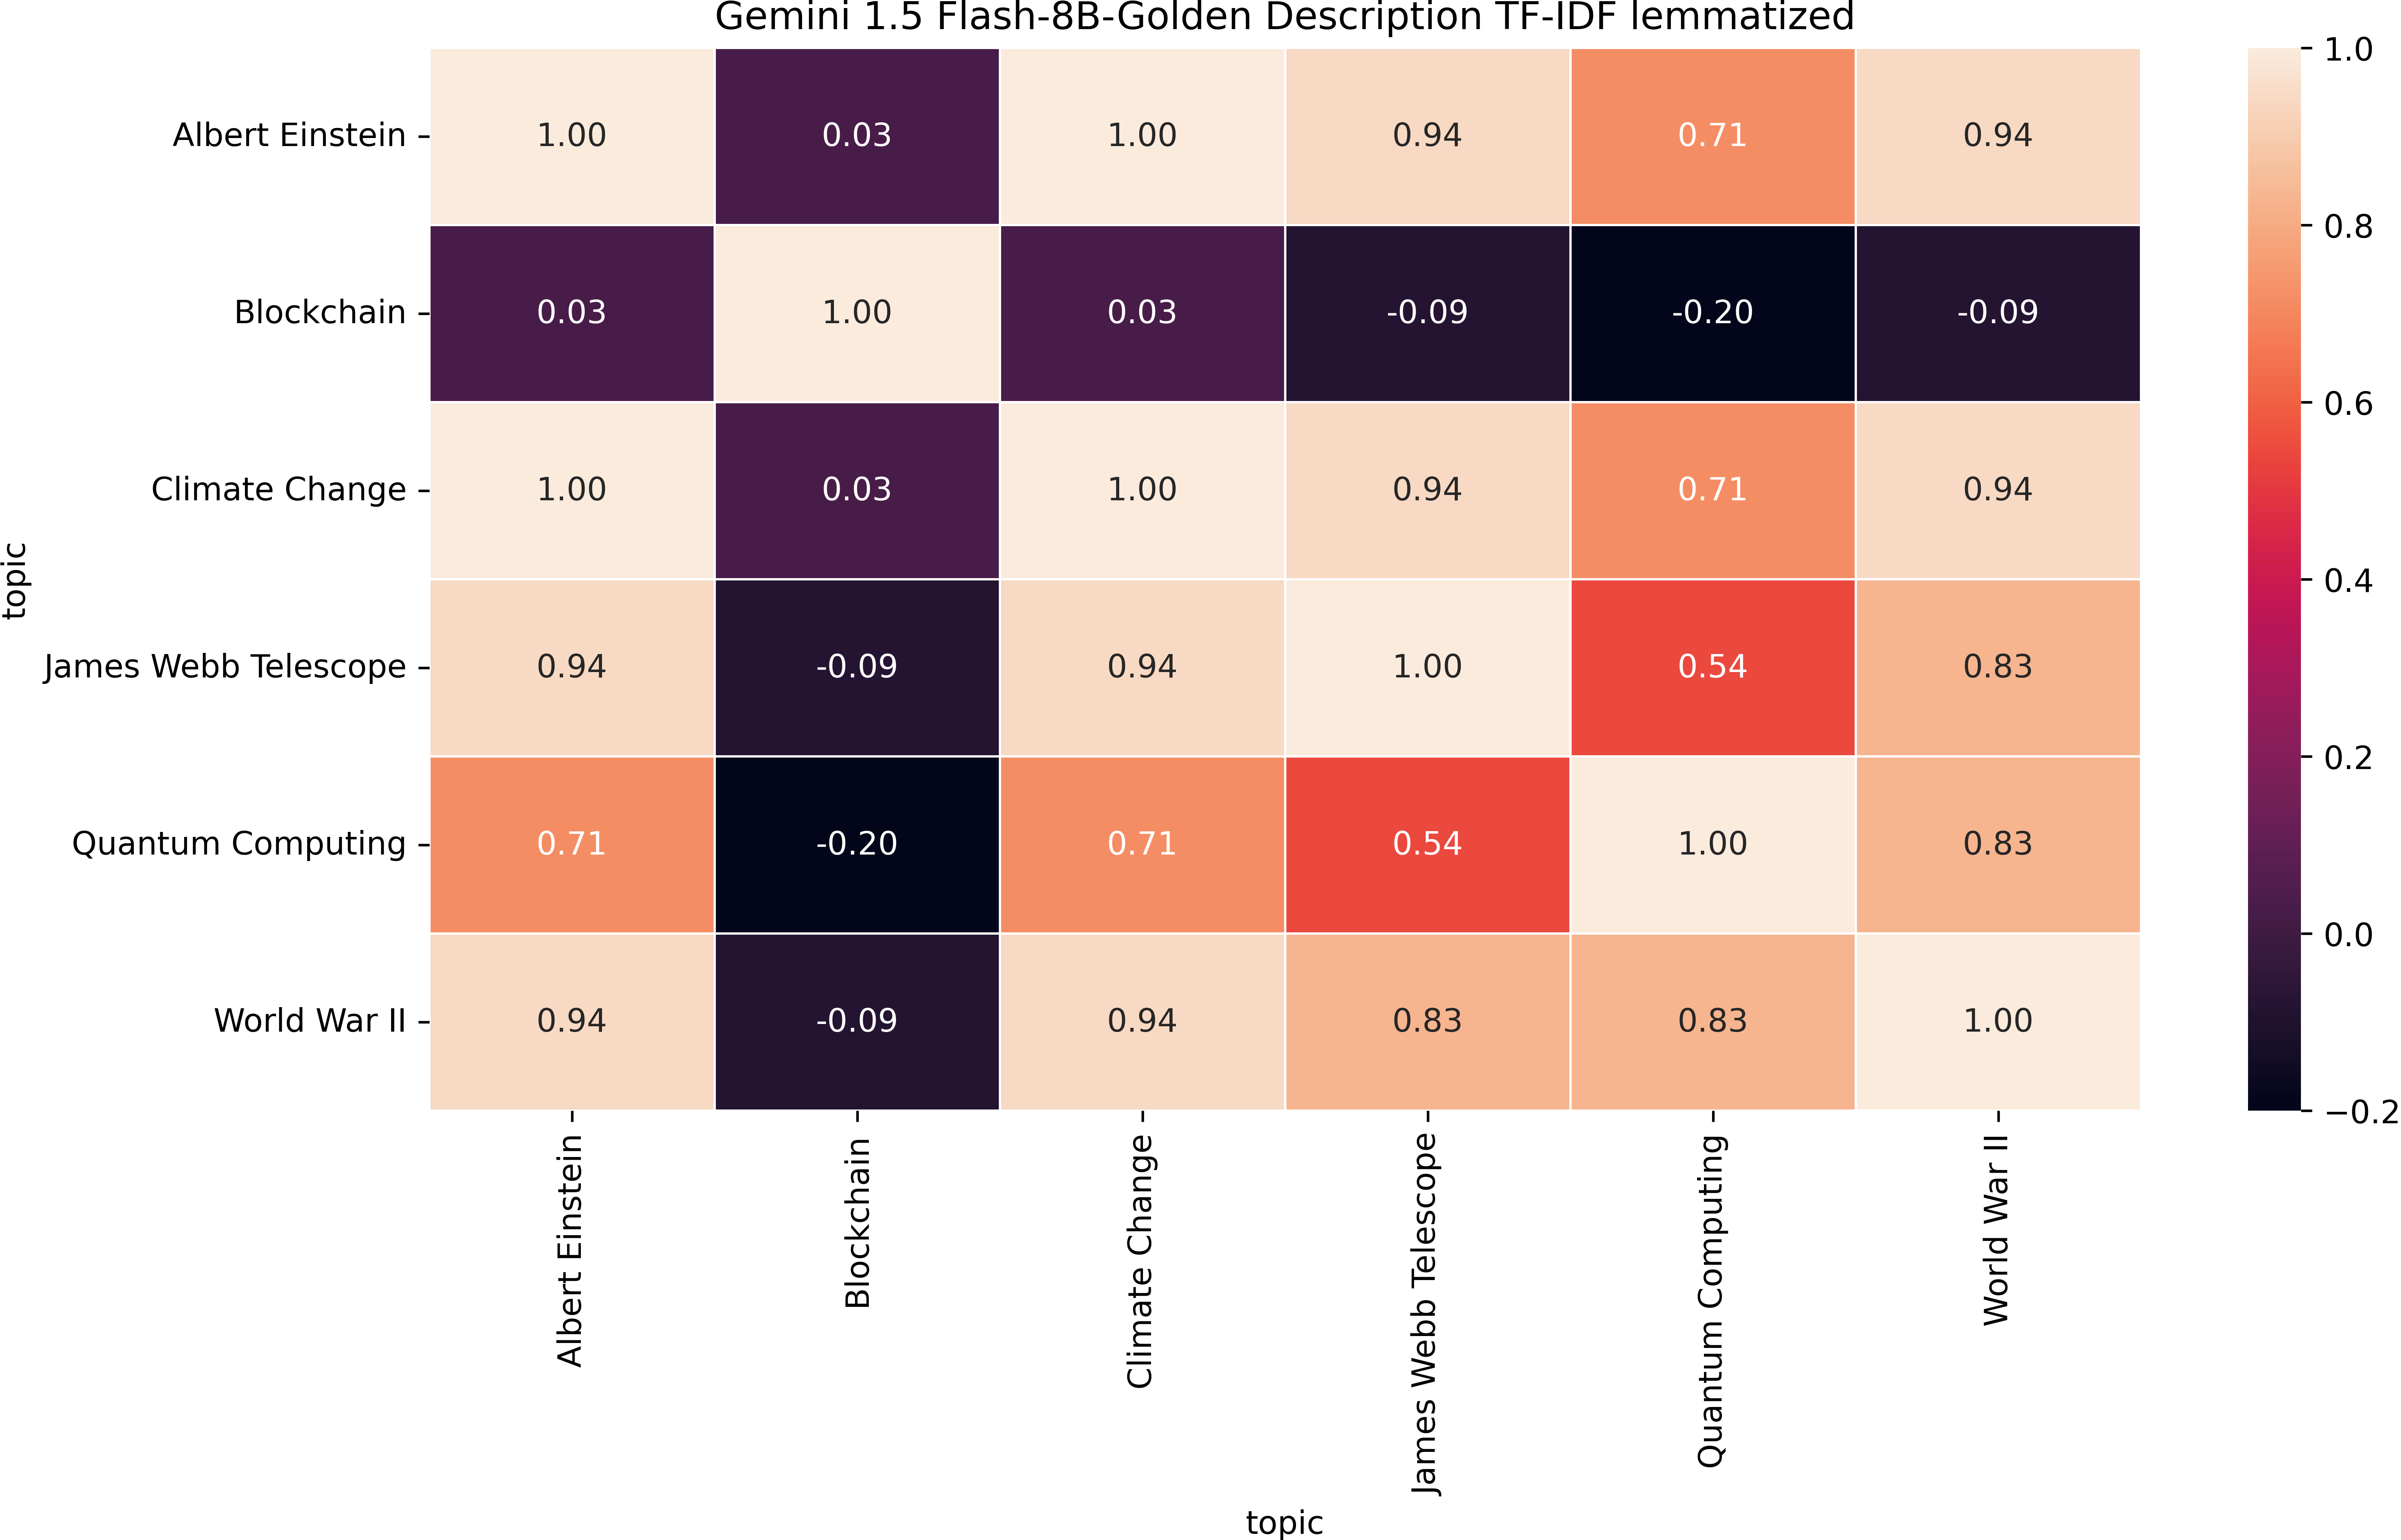 Gemini 1.5 Flash-8B-Golden Description TF-IDF lemmatized
Albert Einstein 1.00 0.03 1.00 0.94 0.71 0.94
Blockchain 0.03 1.00 0.03 -0.09 -0.20 -0.09
Climate Change 1.00 0.03 1.00 0.94 0.71 0.94
James Webb Telescope 0.94 -0.09 0.94 1.00 0.54 0.83
Quantum Computing 0.71 -0.20 0.71 0.54 1.00 0.83
World War II 0.94 -0.09 0.94 0.83 0.83 1.00
topic
Albert Einstein
Blockchain
Climate Change
James Webb Telescope
Quantum Computing
World War II
topic
1.0
0.8
0.6
0.4
0.2
0.0
−0.2